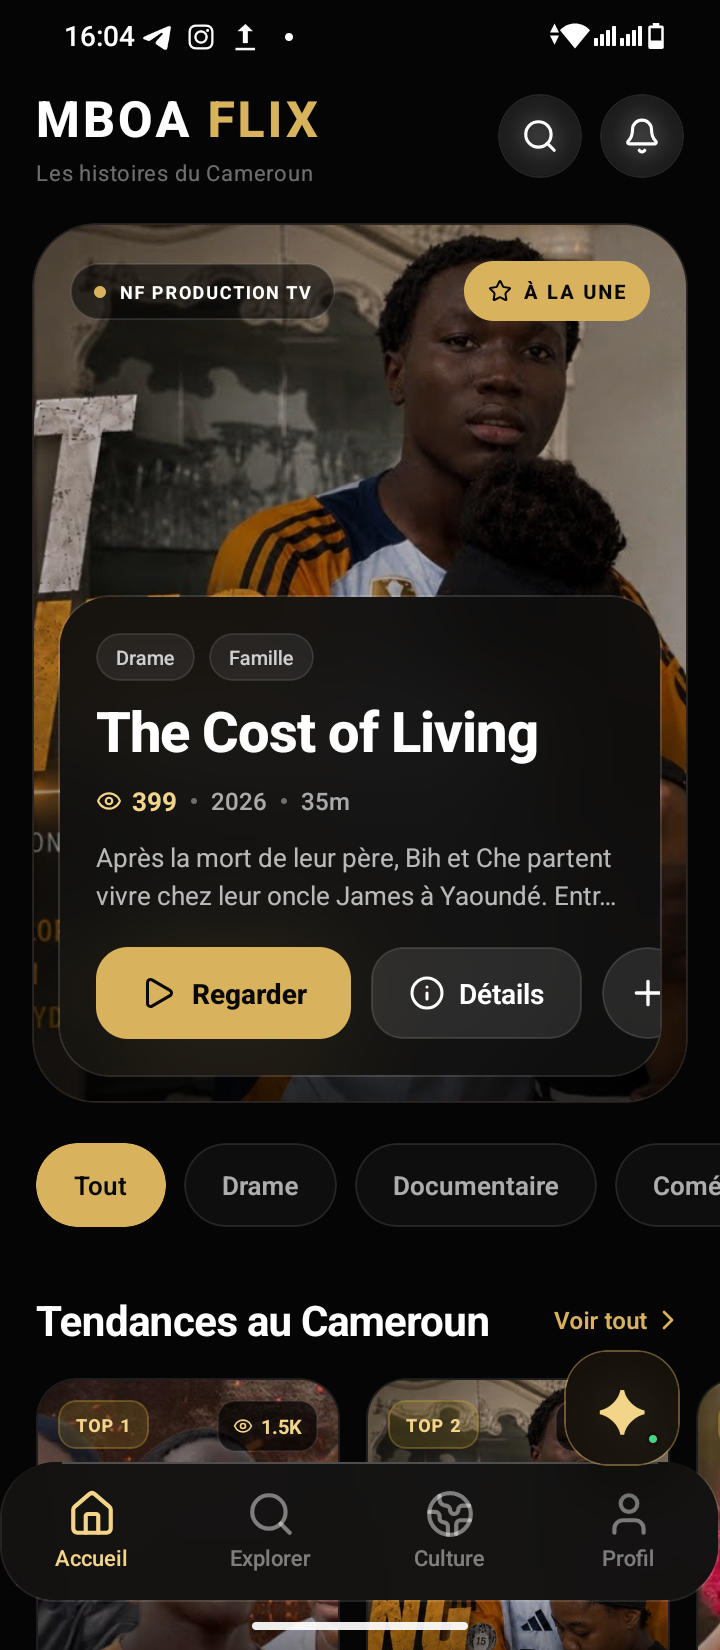 16:04
MBOA FLIX
Les histoires du Cameroun
NF PRODUCTION TV
À LA UNE
T
Drame
Famille
The Cost of Living
399 • 2026 • 35m
Après la mort de leur père, Bih et Che partent
vivre chez leur oncle James à Yaoundé. Entr...
ON
YD
Regarder
Détails
Tout
Drame
Documentaire
Comé
Tendances au Cameroun
Voir tout
TOP 1
1.5K
TOP 2
Accueil
Explorer
Culture
Profil
15